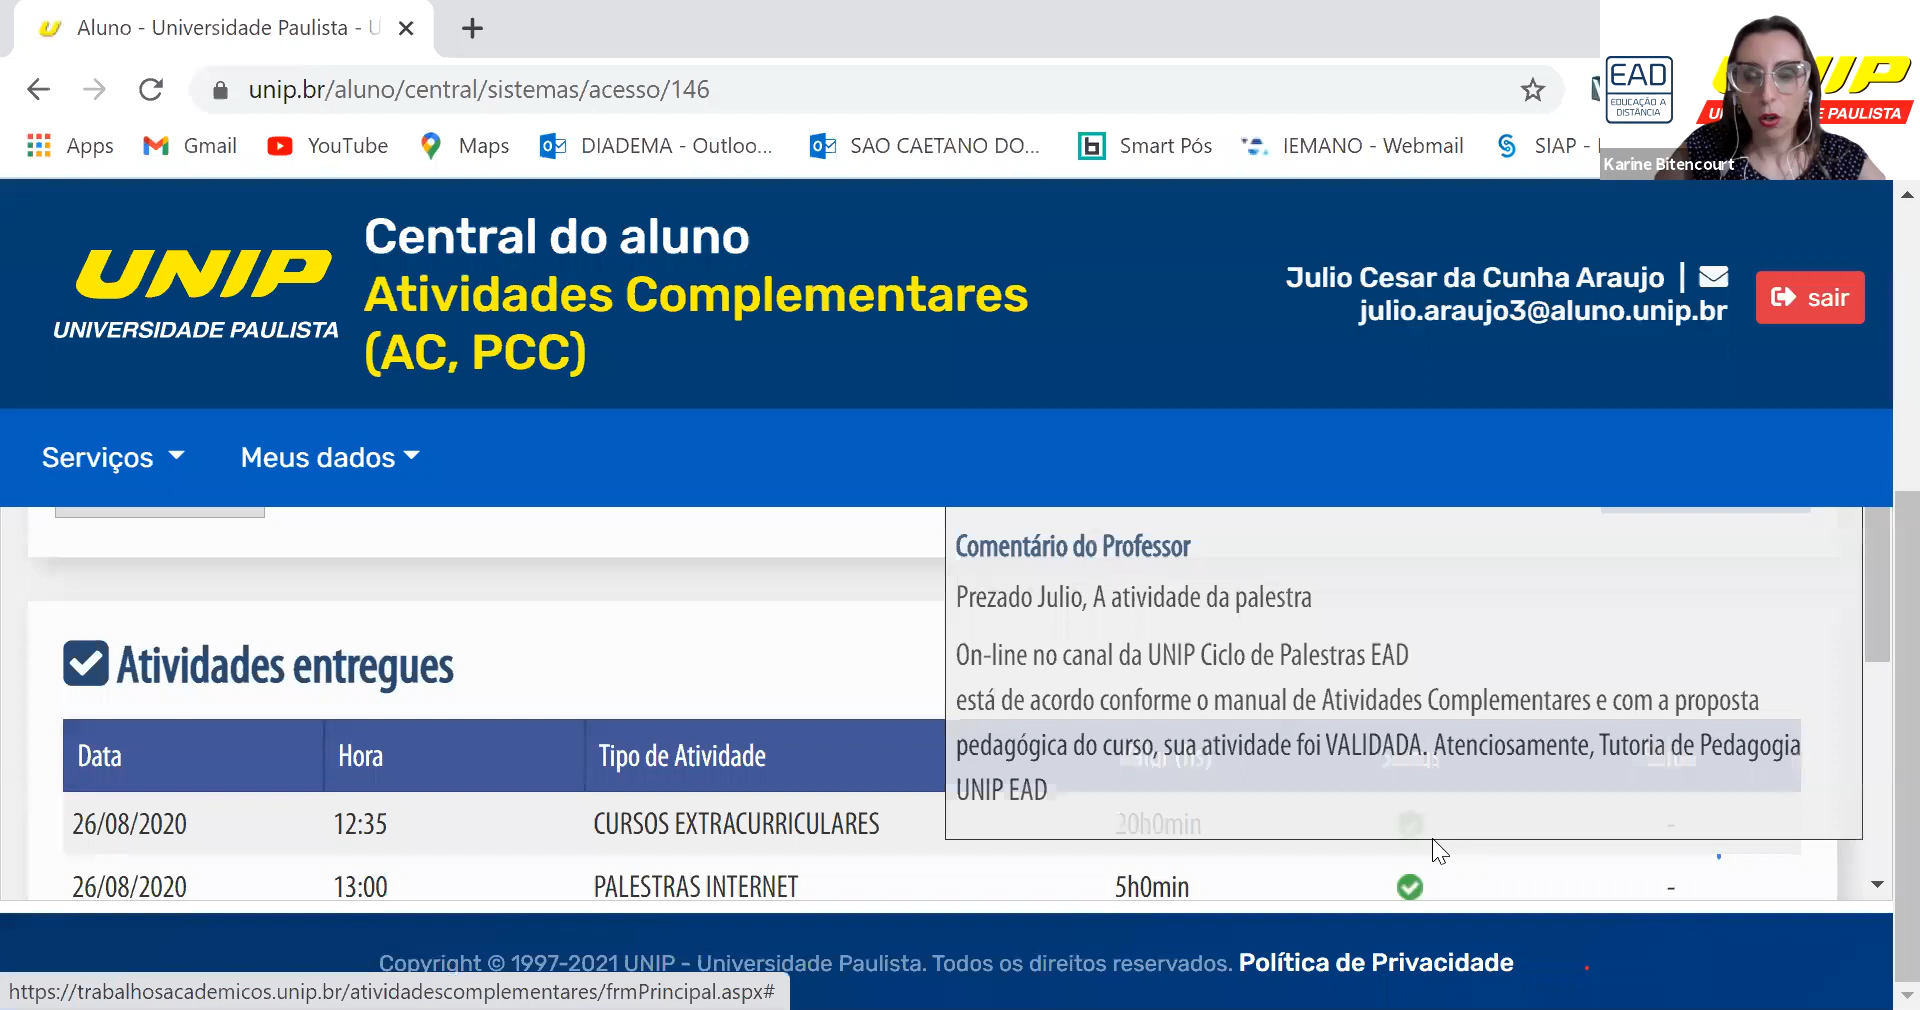 Aluno - Universidade Paulista - U
unip.br/aluno/central/sistemas/acesso/146
EAD
EDUCAÇÃO A
DISTÂNCIA
PAULISTA
Apps
Gmail
YouTube
Maps
DIADEMA - Outloo...
SAO CAETANO DO...
Smart Pós
IEMANO - Webmail
SIAP -
Karine Bitencourt
UNIP
UNIVERSIDADE PAULISTA
Central do aluno
Atividades Complementares
(AC, PCC)
Julio Cesar da Cunha Araujo |
julio.araujo3@aluno.unip.br
sair
Serviços
Meus dados
Comentário do Professor
Prezado Julio, A atividade da palestra
On-line no canal da UNIP Ciclo de Palestras EAD
está de acordo conforme o manual de Atividades Complementares e com a proposta
pedagógica do curso, sua atividade foi VALIDADA. Atenciosamente, Tutoria de Pedagogia
UNIP EAD
Atividades entregues
Data Hora Tipo de Atividade
26/08/2020 12:35 CURSOS EXTRACURRICULARES 20h0min -
26/08/2020 13:00 PALESTRAS INTERNET 5h0min -
Copyright © 1997-2021 UNIP - Universidade Paulista. Todos os direitos reservados. Política de Privacidade
https://trabalhosacademicos.unip.br/atividadescomplementares/frmPrincipal.aspx#